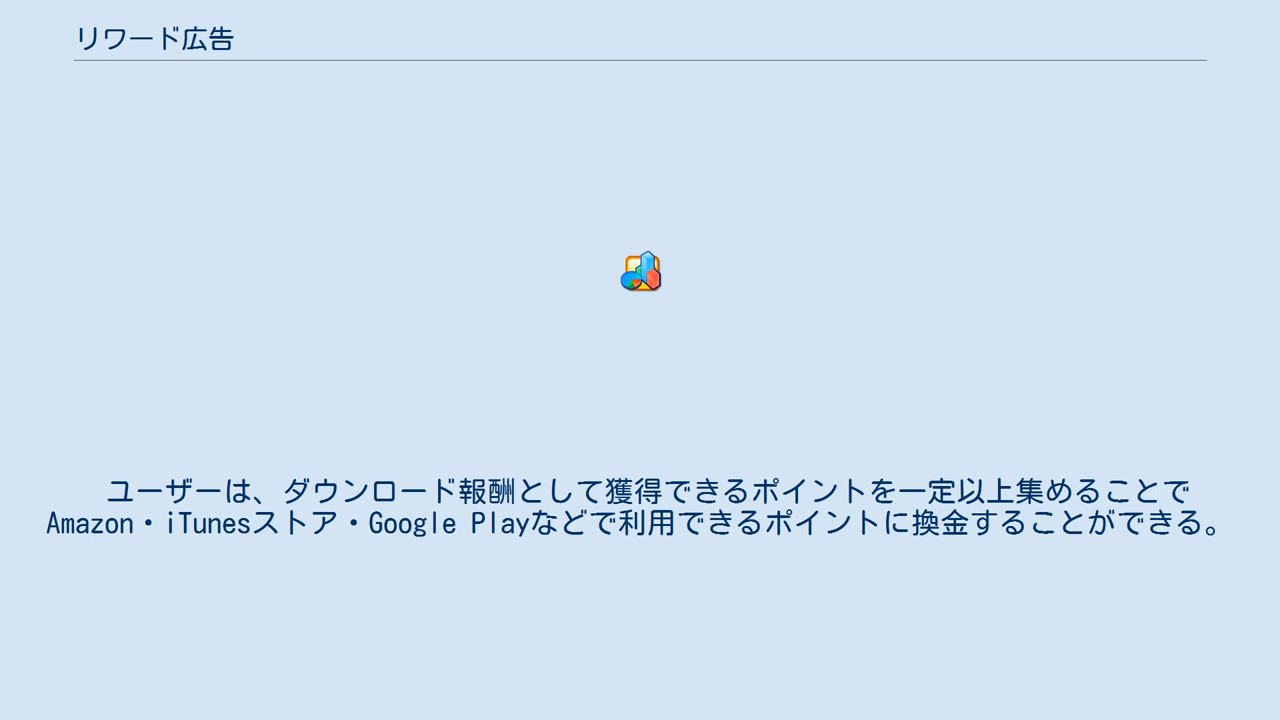 リワード広告
ユーザーは、ダウンロード報酬として獲得できるポイントを一定以上集めることで
Amazon・iTunesストア・Google Playなどで利用できるポイントに換金することができる。